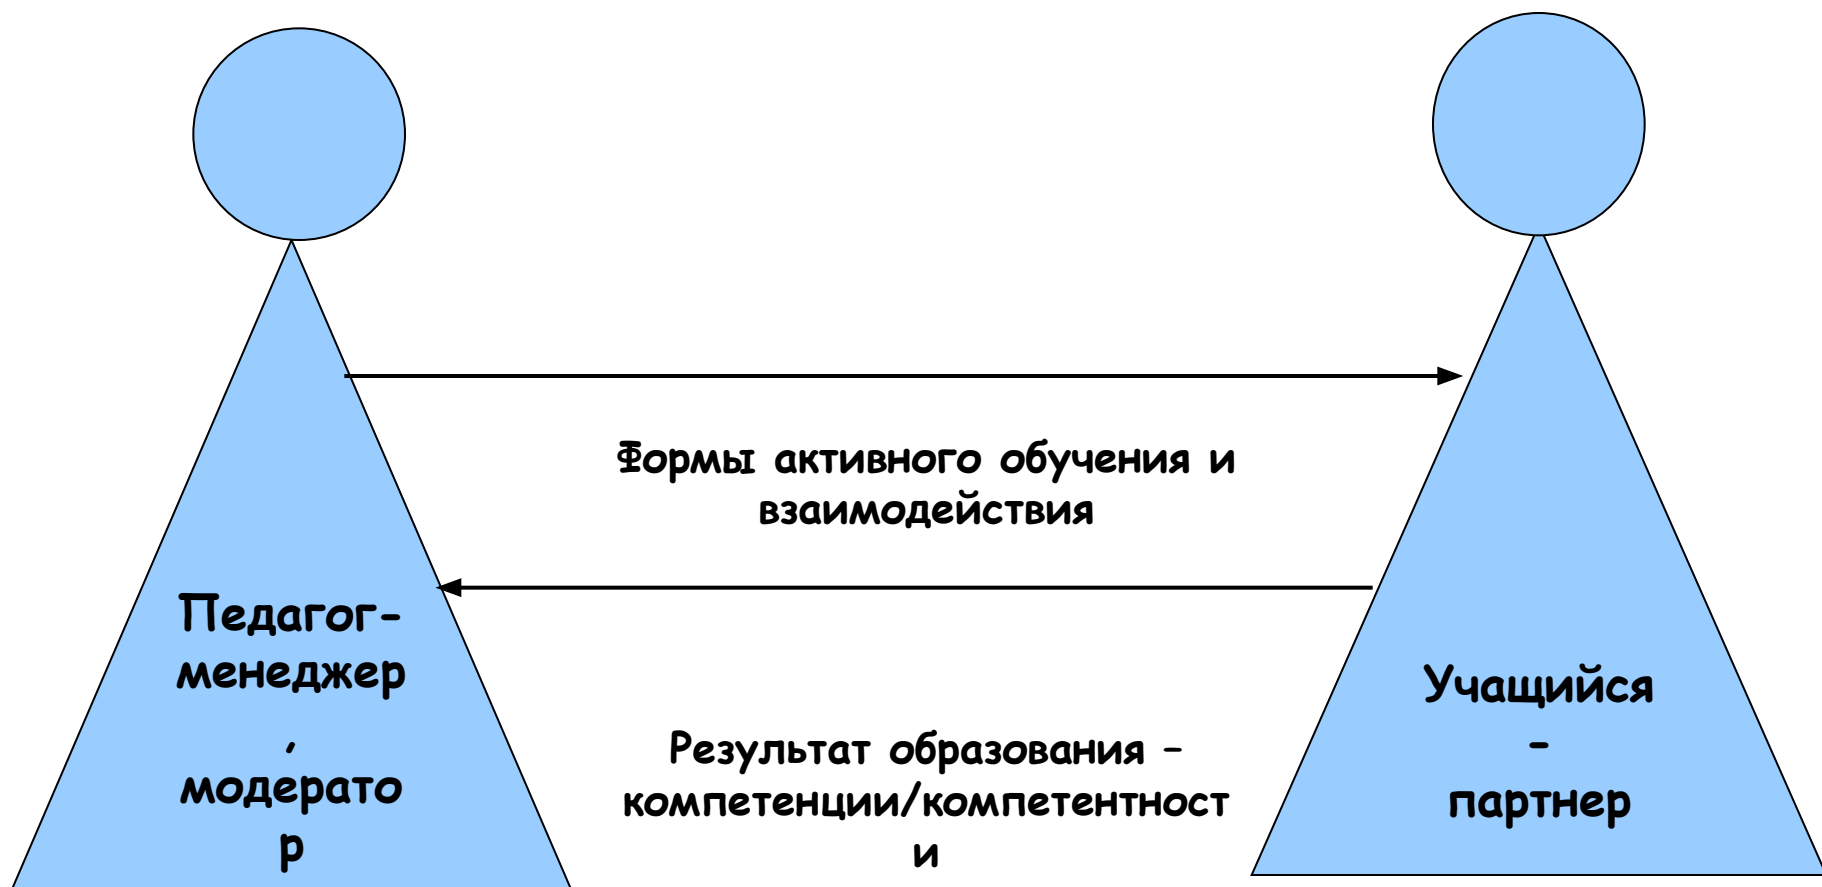 Формы активного обучения и
взаимодействия
Педагог-
менеджер
,
модерато
р
Учащийся
-
партнер
Результат образования –
компетенции/компетентност
и